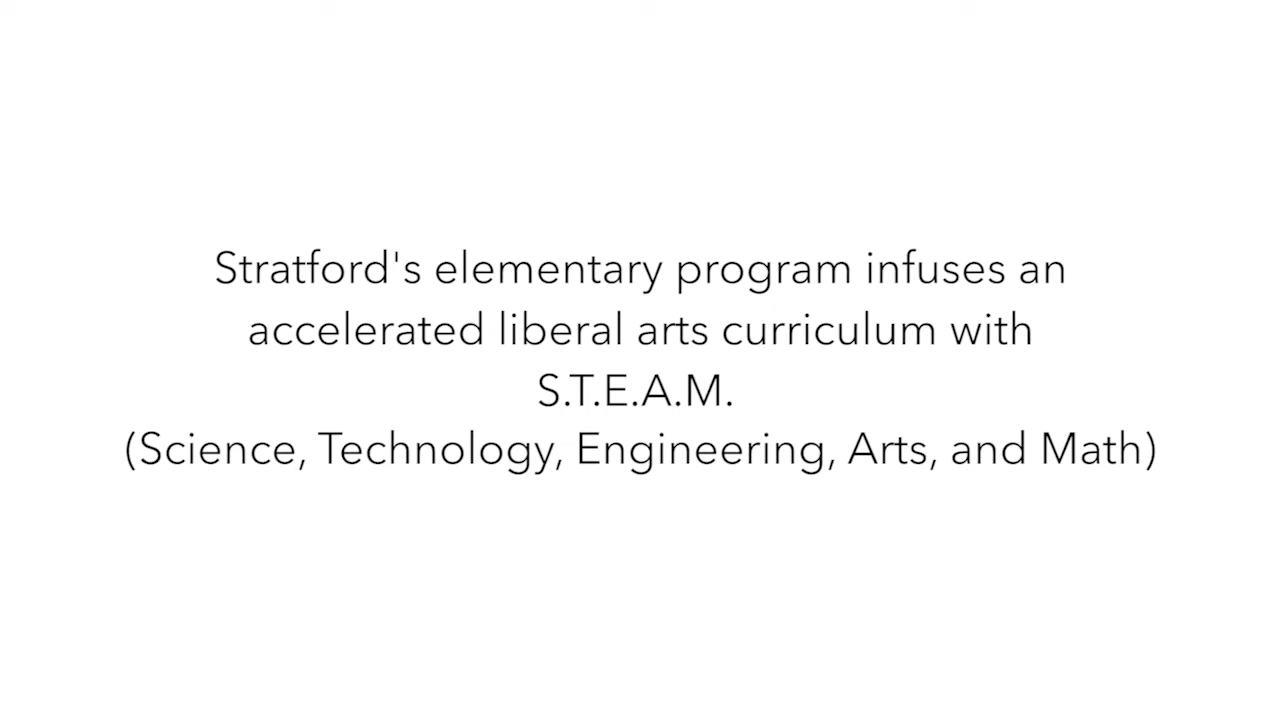 Stratford's elementary program infuses an
accelerated liberal arts curriculum with
S.T.E.A.M.
(Science, Technology, Engineering, Arts, and Math)